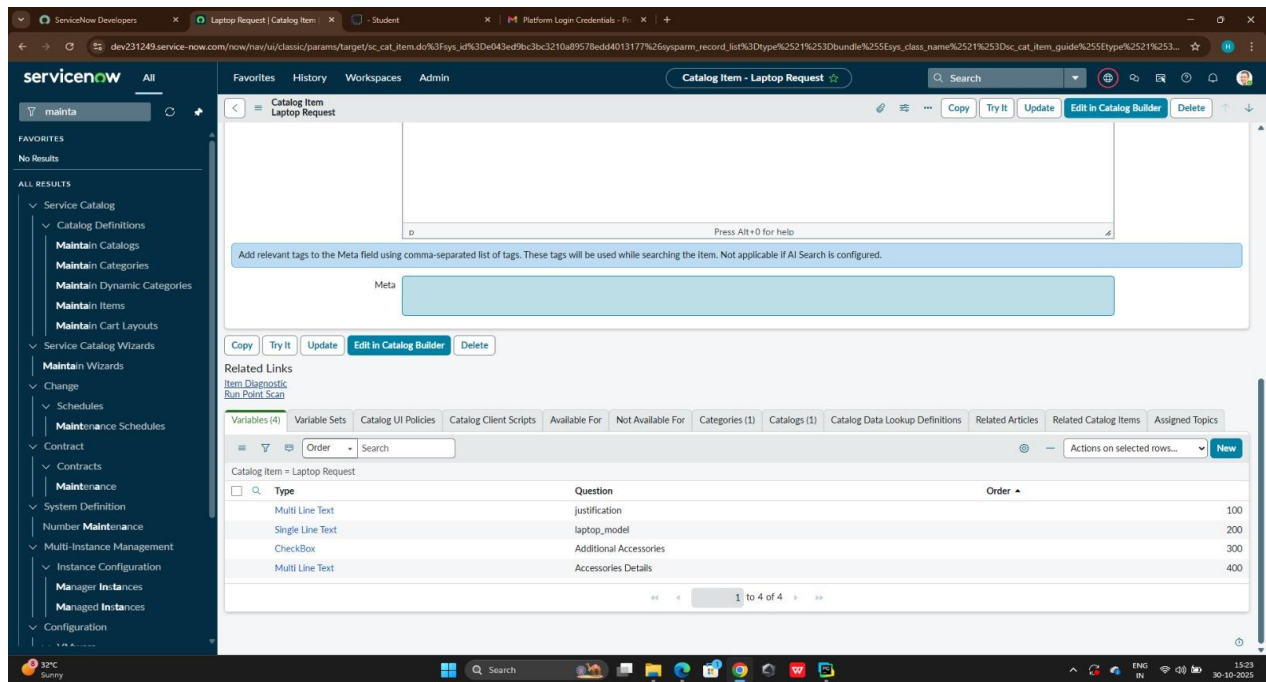 ServiceNow Developers
Laptop Request | Catalog Item |
- Student
Platform Login Credentials - Pr
dev231249.service-now.com/now/nav/ui/classic/params/target/sc_cat_item.do%3Fsys_id%3De043ed9bc3bc3210a89578edd4013177%26sysparm_record_list%3Dtype%2521%253Dbundle%255Esys_class_name%2521%253Dsc_cat_item_guide%255Etype%2521%253...
servicenow All Favorites History Workspaces Admin Catalog Item - Laptop Request Search
mainta
Catalog Item
Laptop Request
Copy Try It Update Edit in Catalog Builder Delete
FAVORITES
No Results
ALL RESULTS
Service Catalog
Catalog Definitions
Maintain Catalogs
Maintain Categories
Maintain Dynamic Categories
Maintain Items
Maintain Cart Layouts
Service Catalog Wizards
Maintain Wizards
Change
Schedules
Maintenance Schedules
Contract
Contracts
Maintenance
System Definition
Number Maintenance
Multi-Instance Management
Instance Configuration
Manager Instances
Managed Instances
Configuration
p Press Alt+0 for help
Add relevant tags to the Meta field using comma-separated list of tags. These tags will be used while searching the item. Not applicable if AI Search is configured.
Meta
Copy Try It Update Edit in Catalog Builder Delete
Related Links
Item Diagnostic
Run Point Scan
Variables (4) Variable Sets Catalog UI Policies Catalog Client Scripts Available For Not Available For Categories (1) Catalogs (1) Catalog Data Lookup Definitions Related Articles Related Catalog Items Assigned Topics
Order Search Actions on selected rows... New
Catalog item = Laptop Request
Type Question Order
Multi Line Text justification 100
Single Line Text laptop_model 200
CheckBox Additional Accessories 300
Multi Line Text Accessories Details 400
1 to 4 of 4
8 32°C
Sunny
Search
ENG
IN
15:23
30-10-2025